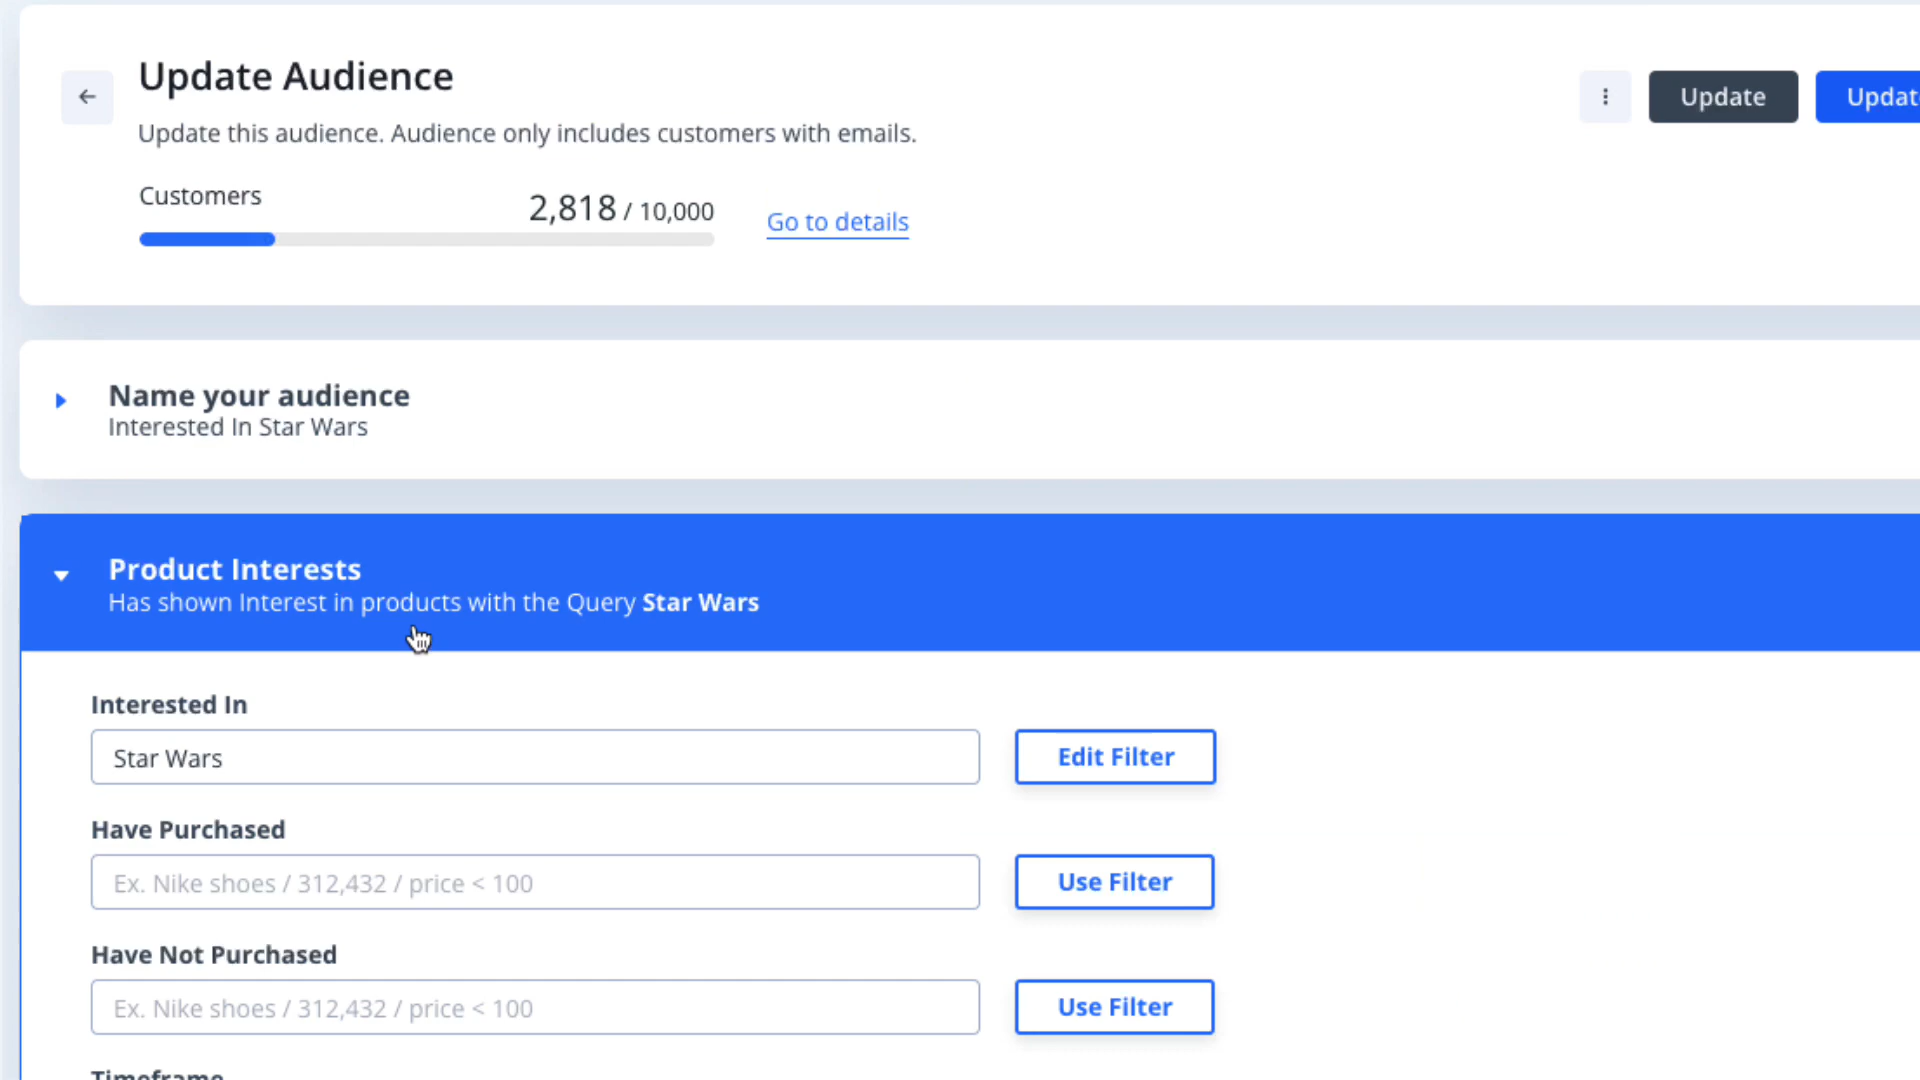 Update Audience
Update this audience. Audience only includes customers with emails.
Update
Customers
2,818 / 10,000
Go to details
Name your audience
Interested In Star Wars
Product Interests
Has shown Interest in products with the Query Star Wars
Interested In
Star Wars
Edit Filter
Have Purchased
Ex. Nike shoes / 312,432 / price < 100
Use Filter
Have Not Purchased
Ex. Nike shoes / 312,432 / price < 100
Use Filter
Timeframe